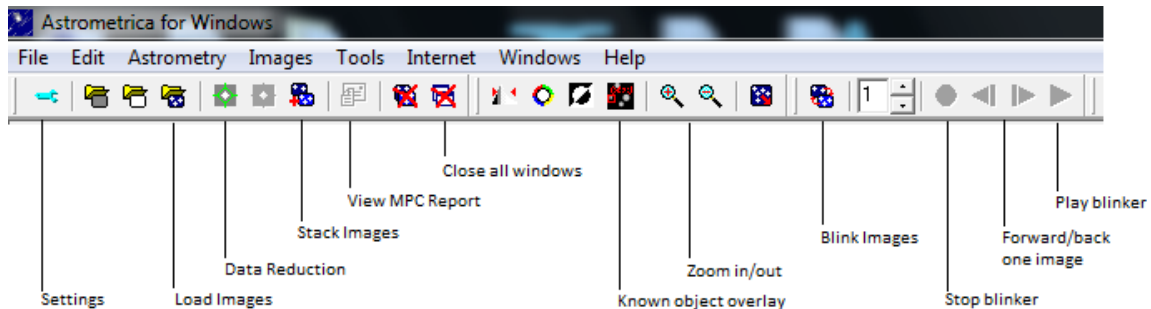 Astrometrica for Windows
File Edit Astrometry Images Tools Internet Windows Help
1
Close all windows
View MPC Report
Play blinker
Stack Images
Blink Images
Forward/back
one image
Data Reduction
Zoom in/out
Settings
Load Images
Known object overlay
Stop blinker